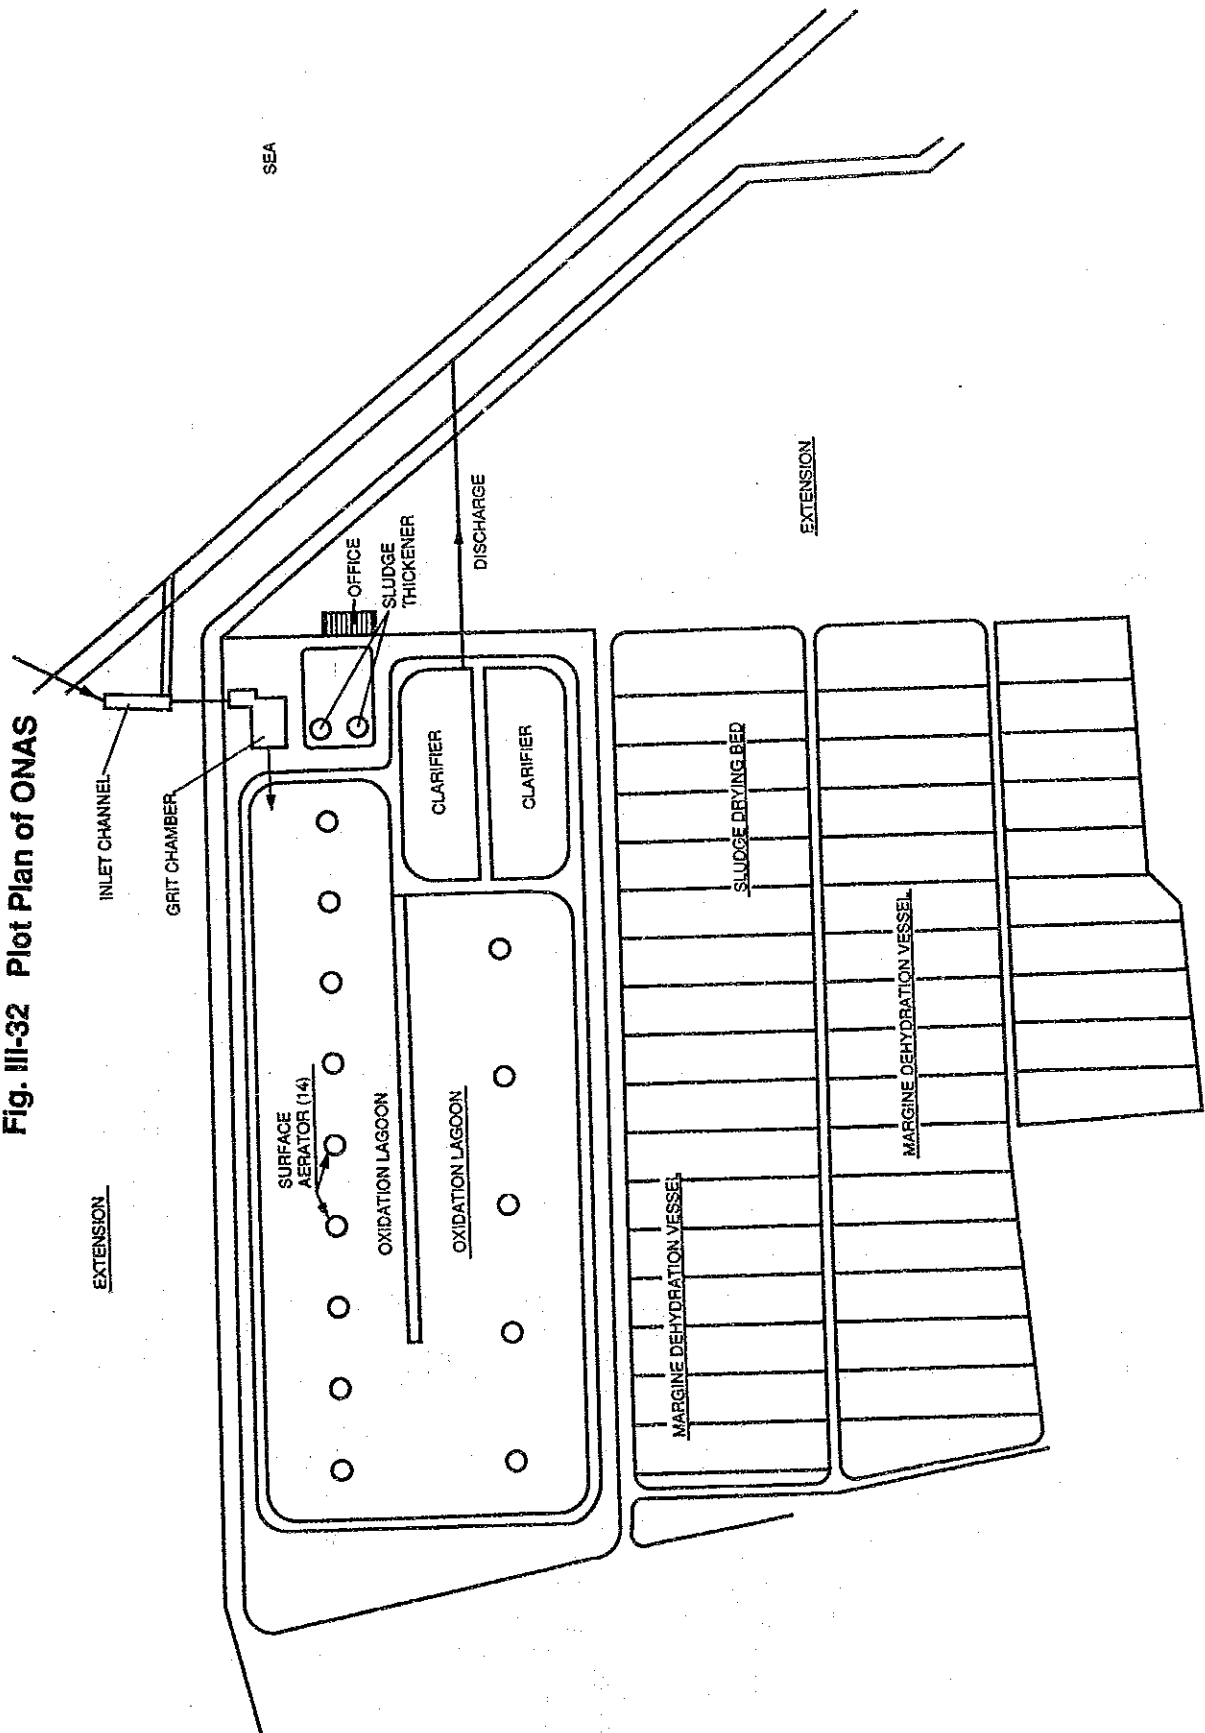 Fig. III-32 Plot Plan of ONAS
SEA
INLET CHANNEL
GRIT CHAMBER
OFFICE
SLUDGE
THICKENER
DISCHARGE
EXTENSION
EXTENSION
SURFACE
AERATOR (14)
OXIDATION LAGOON
OXIDATION LAGOON
CLARIFIER
CLARIFIER
SLUDGE DRYING BED
MARGINE DEHYDRATION VESSEL
MARGINE DEHYDRATION VESSEL